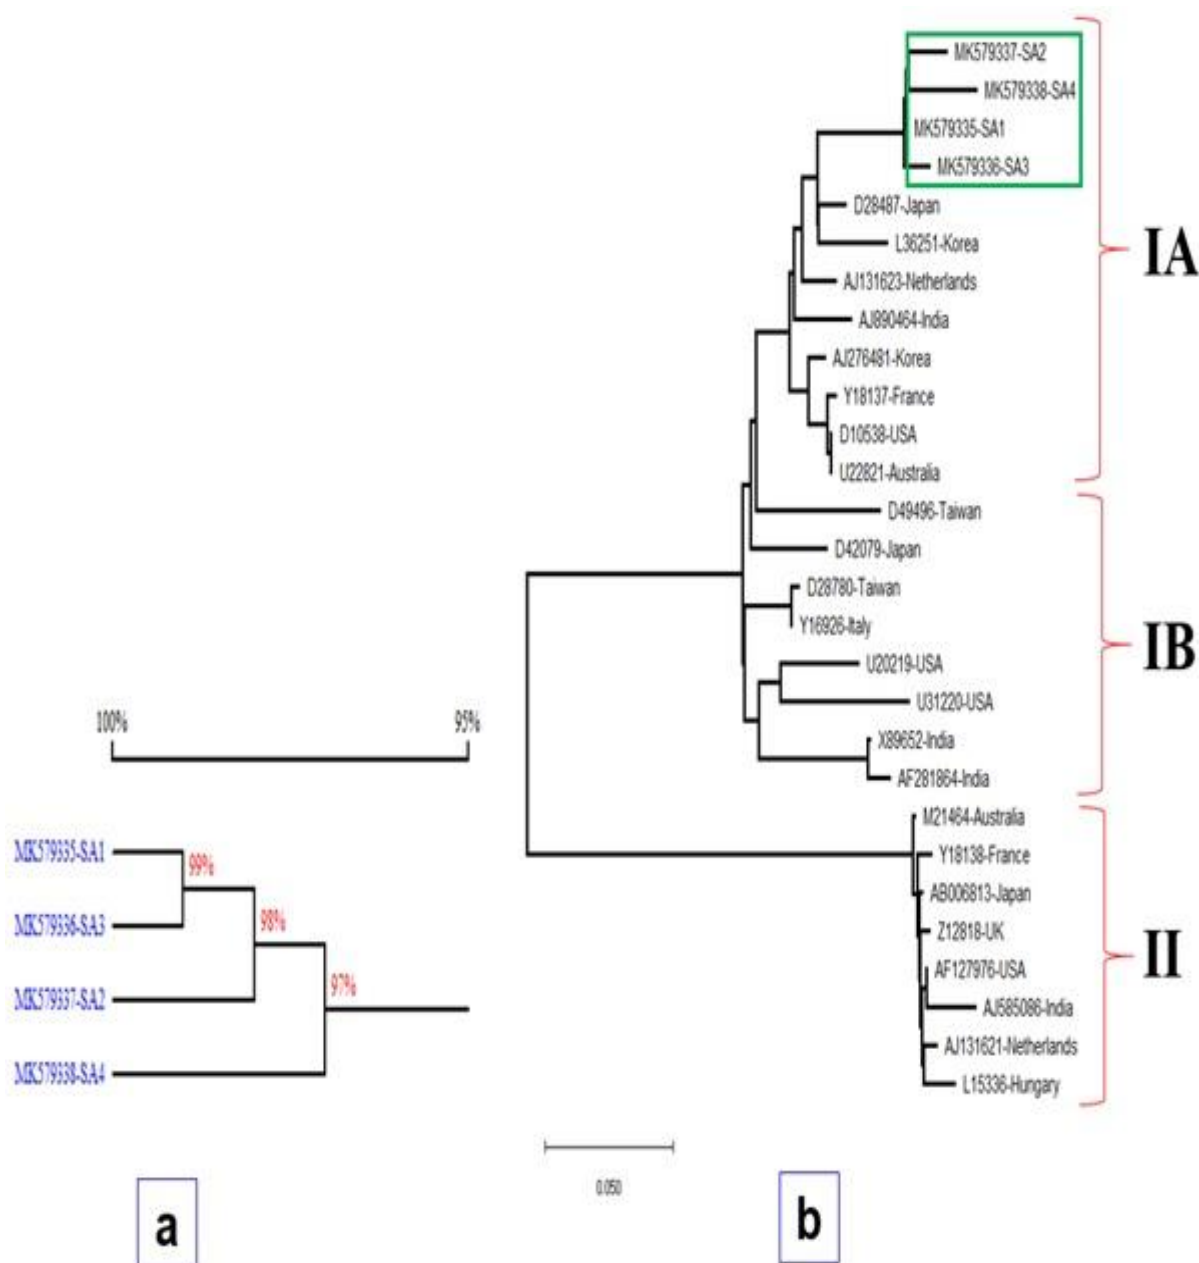 100%
95%
MK579335-SA1
99%
MK579336-SA3
98%
MK579337-SA2
97%
MK579338-SA4
a
MK579337-SA2
MK579338-SA4
MK579335-SA1
MK579336-SA3
D28487-Japan
L36251-Korea
AJ131623-Netherlands
AJ890464-India
AJ276481-Korea
Y18137-France
D10538-USA
U22821-Australia
IA
D49496-Taiwan
D42079-Japan
D28780-Taiwan
Y16926-Italy
U20219-USA
U31220-USA
X89652-India
AF281864-India
IB
M21464-Australia
Y18138-France
AB006813-Japan
Z12818-UK
AF127976-USA
AJ585086-India
AJ131621-Netherlands
L15336-Hungary
II
0.050
b